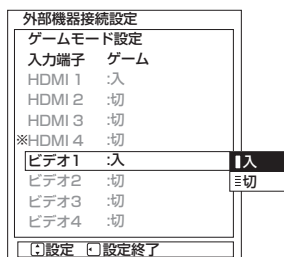 外部機器接続設定
ゲームモード設定
入力端子 ゲーム
HDMI 1 :入
HDMI 2 :切
HDMI 3 :切
※HDMI 4 :切
ビデオ1 :入
入
切
ビデオ2 :切
ビデオ3 :切
ビデオ4 :切
設定 設定終了